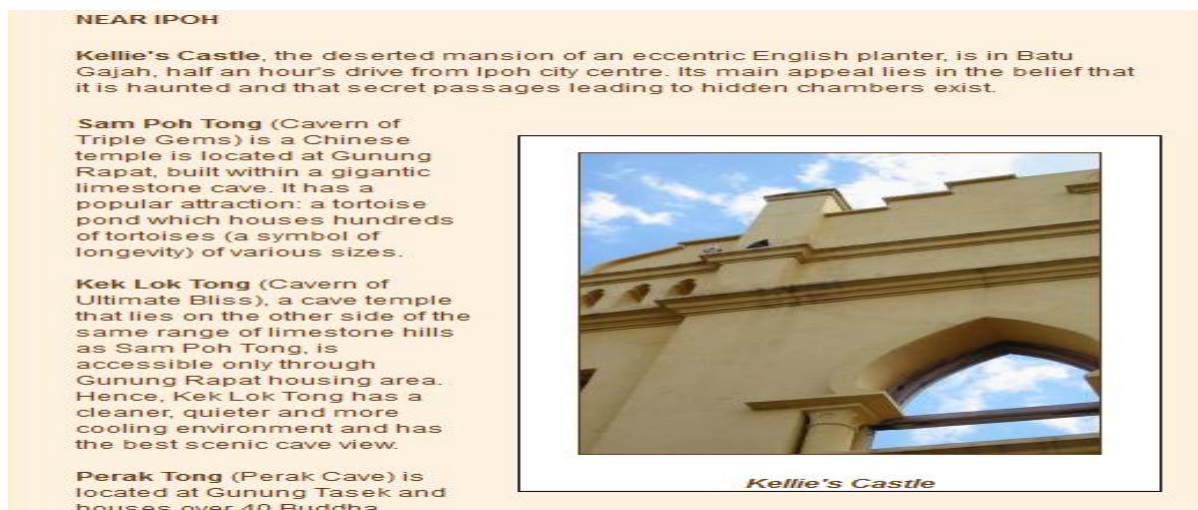 NEAR IPOH
Kellie's Castle, the deserted mansion of an eccentric English planter, is in Batu
Gajah, half an hour's drive from Ipoh city centre. Its main appeal lies in the belief that
it is haunted and that secret passages leading to hidden chambers exist.
Sam Poh Tong (Cavern of
Triple Gems) is a Chinese
temple is located at Gunung
Rapat, built within a gigantic
limestone cave. It has a
popular attraction: a tortoise
pond which houses hundreds
of tortoises (a symbol of
longevity) of various sizes.
Kek Lok Tong (Cavern of
Ultimate Bliss), a cave temple
that lies on the other side of the
same range of limestone hills
as Sam Poh Tong, is
accessible only through
Gunung Rapat housing area.
Hence, Kek Lok Tong has a
cleaner, quieter and more
cooling environment and has
the best scenic cave view.
Perak Tong (Perak Cave) is
located at Gunung Tasek and
houses over 40 Buddha
Kellie's Castle